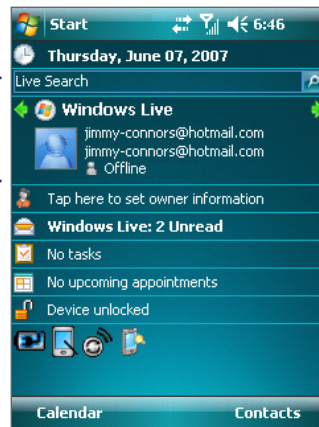 Start 6:46
Thursday, June 07, 2007
Live Search
Windows Live
jimmy-connors@hotmail.com
jimmy-connors@hotmail.com
Offline
Tap here to set owner information
Windows Live: 2 Unread
No tasks
No upcoming appointments
Device unlocked
Calendar Contacts